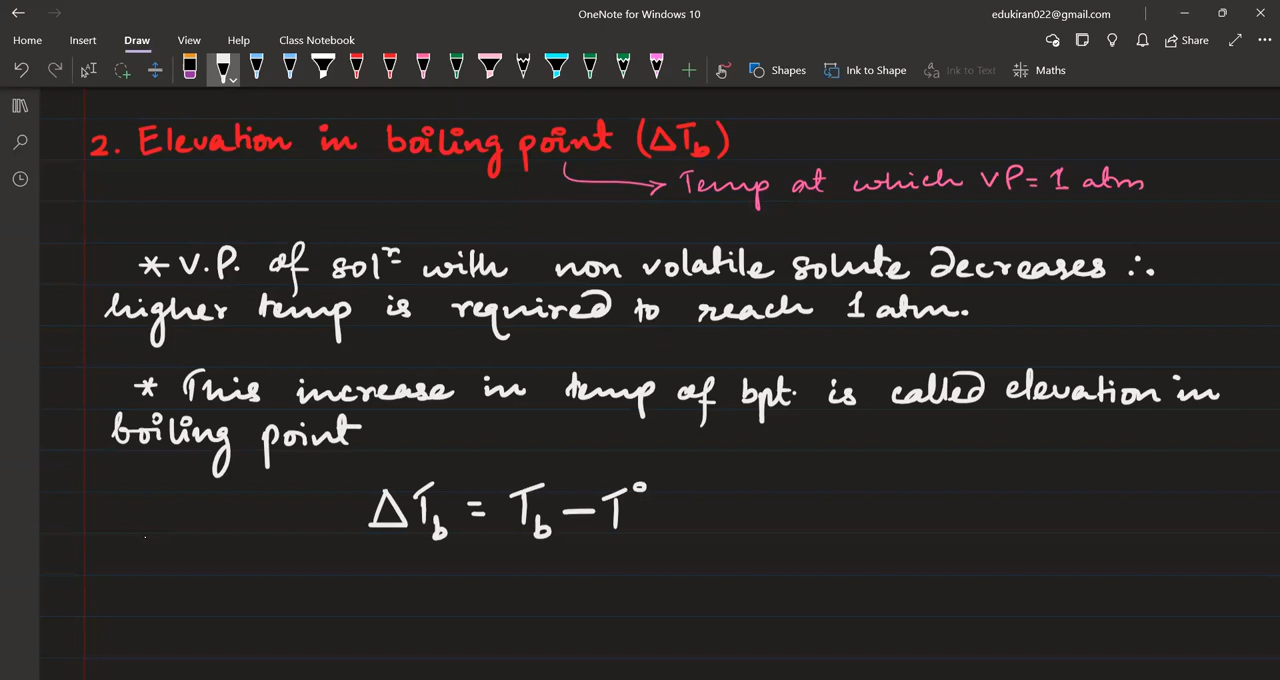 OneNote for Windows 10
edukiran022@gmail.com
Home Insert Draw View Help Class Notebook
Share
Shapes Ink to Shape Ink to Text Maths
2. Elevation in boiling point (ΔT_b)
Temp at which VP = 1 atm
* V.P. of solⁿ with non volatile solute decreases ∴
higher temp is required to reach 1 atm.
* This increase in temp of bpt. is called elevation in
boiling point
ΔT_b = T_b − T°